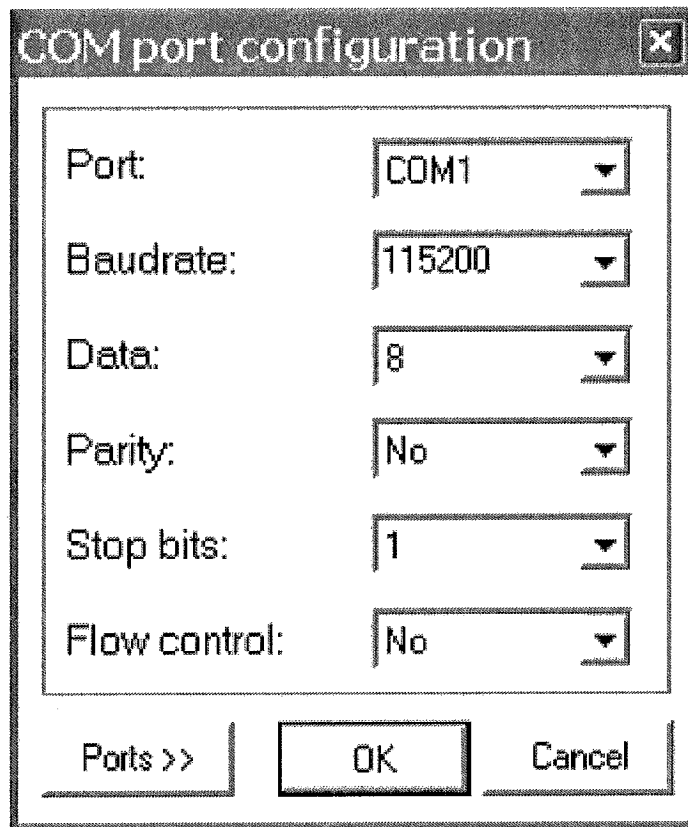 COM port configuration
Port: COM1
Baudrate: 115200
Data: 8
Parity: No
Stop bits: 1
Flow control: No
Ports >> OK Cancel